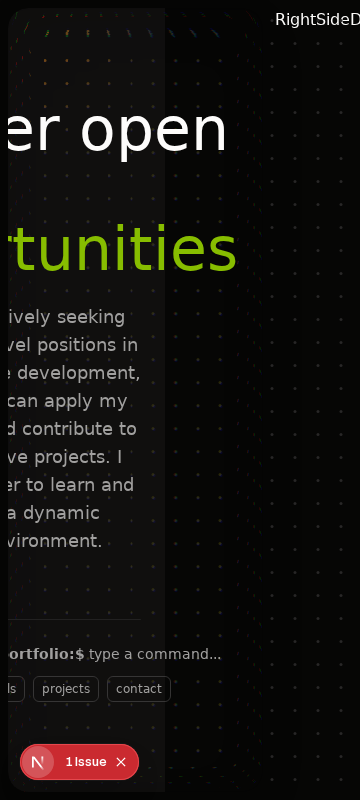 RightSideD
er open
rtunities
ively seeking
vel positions in
e development,
can apply my
d contribute to
ve projects. I
er to learn and
a dynamic
vironment.
ortfolio:$ type a command...
ls projects contact
N 1 Issue